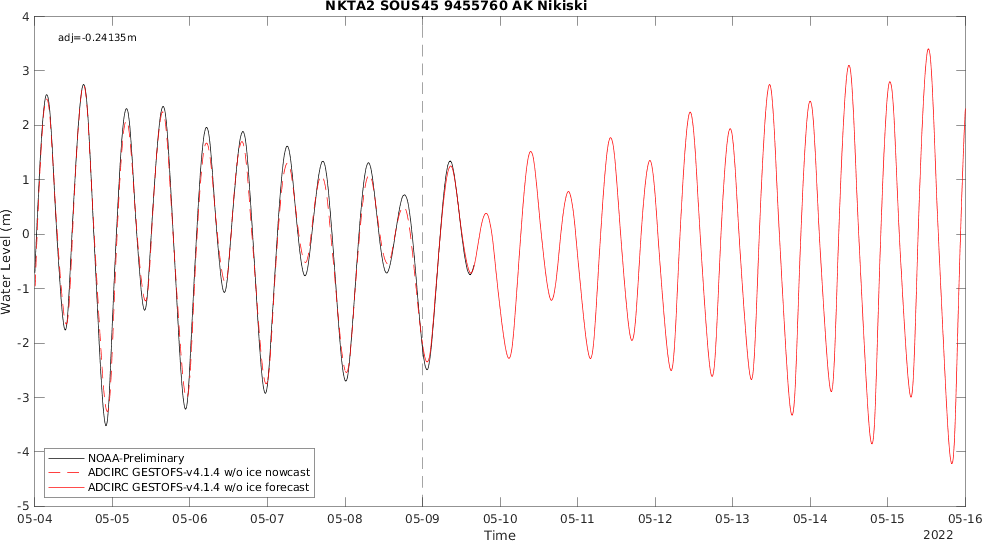 NKTA2 SOUS45 9455760 AK Nikiski
4
3
2
1
0
-1
-2
-3
-4
-5
Water Level (m)
adj=-0.24135m
NOAA-Preliminary
ADCIRC GESTOFS-v4.1.4 w/o ice nowcast
ADCIRC GESTOFS-v4.1.4 w/o ice forecast
05-04 05-05 05-06 05-07 05-08 05-09 05-10 05-11 05-12 05-13 05-14 05-15 05-16
Time
2022